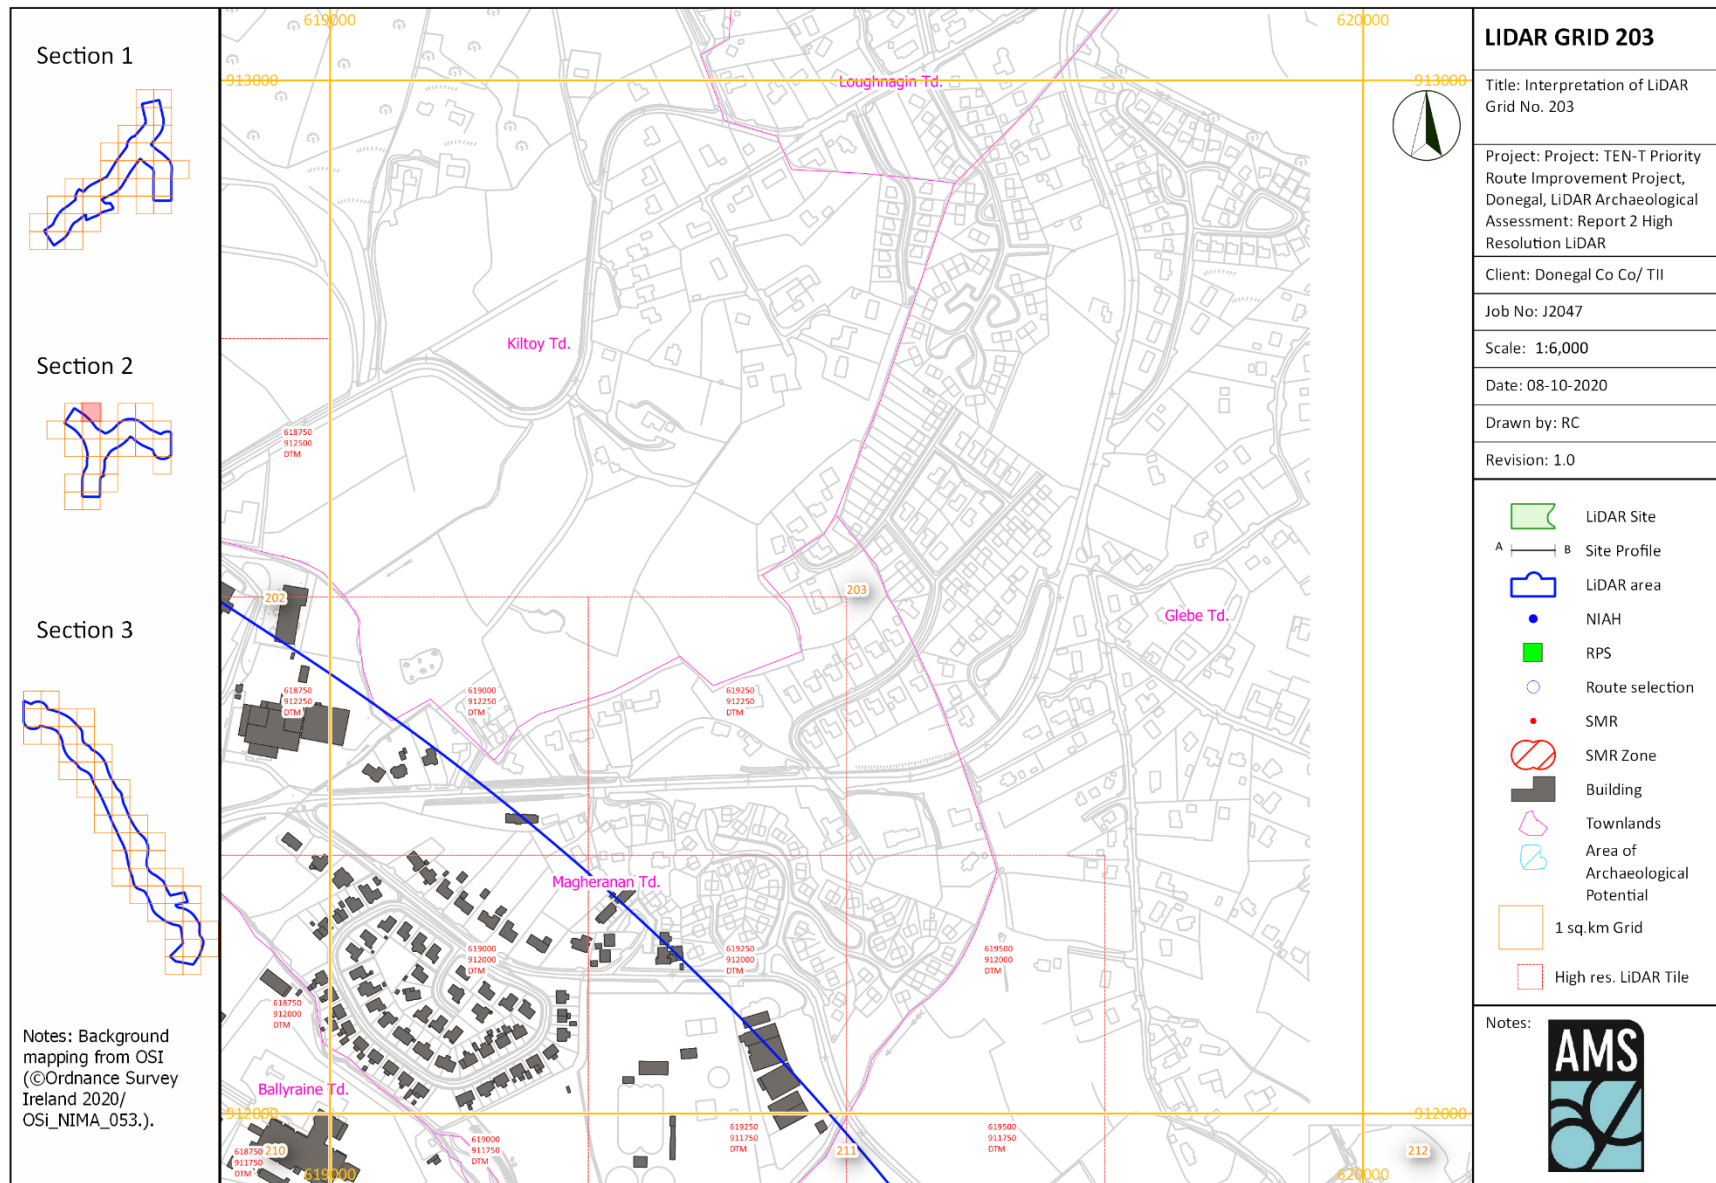 Section 1
Section 2
Section 3
Notes: Background
mapping from OSI
(©Ordnance Survey
Ireland 2020/
OSi_NIMA_053.).
619000
620000
913000
913000
Loughnagin Td.
Kiltoy Td.
618750
912500
DTM
202
203
Glebe Td.
618750
912250
DTM
619000
912250
DTM
619250
912250
DTM
Magheranan Td.
619000
912000
DTM
619250
912000
DTM
619500
912000
DTM
618750
912000
DTM
Ballyraine Td.
912000
912000
618750
911750
DTM
210
619000
911750
DTM
619250
911750
DTM
211
619500
911750
DTM
212
619000
620000
LIDAR GRID 203
Title: Interpretation of LiDAR
Grid No. 203
Project: Project: TEN-T Priority
Route Improvement Project,
Donegal, LiDAR Archaeological
Assessment: Report 2 High
Resolution LiDAR
Client: Donegal Co Co/ TII
Job No: J2047
Scale: 1:6,000
Date: 08-10-2020
Drawn by: RC
Revision: 1.0
LiDAR Site
A B Site Profile
LiDAR area
NIAH
RPS
Route selection
SMR
SMR Zone
Building
Townlands
Area of
Archaeological
Potential
1 sq.km Grid
High res. LiDAR Tile
Notes:
AMS